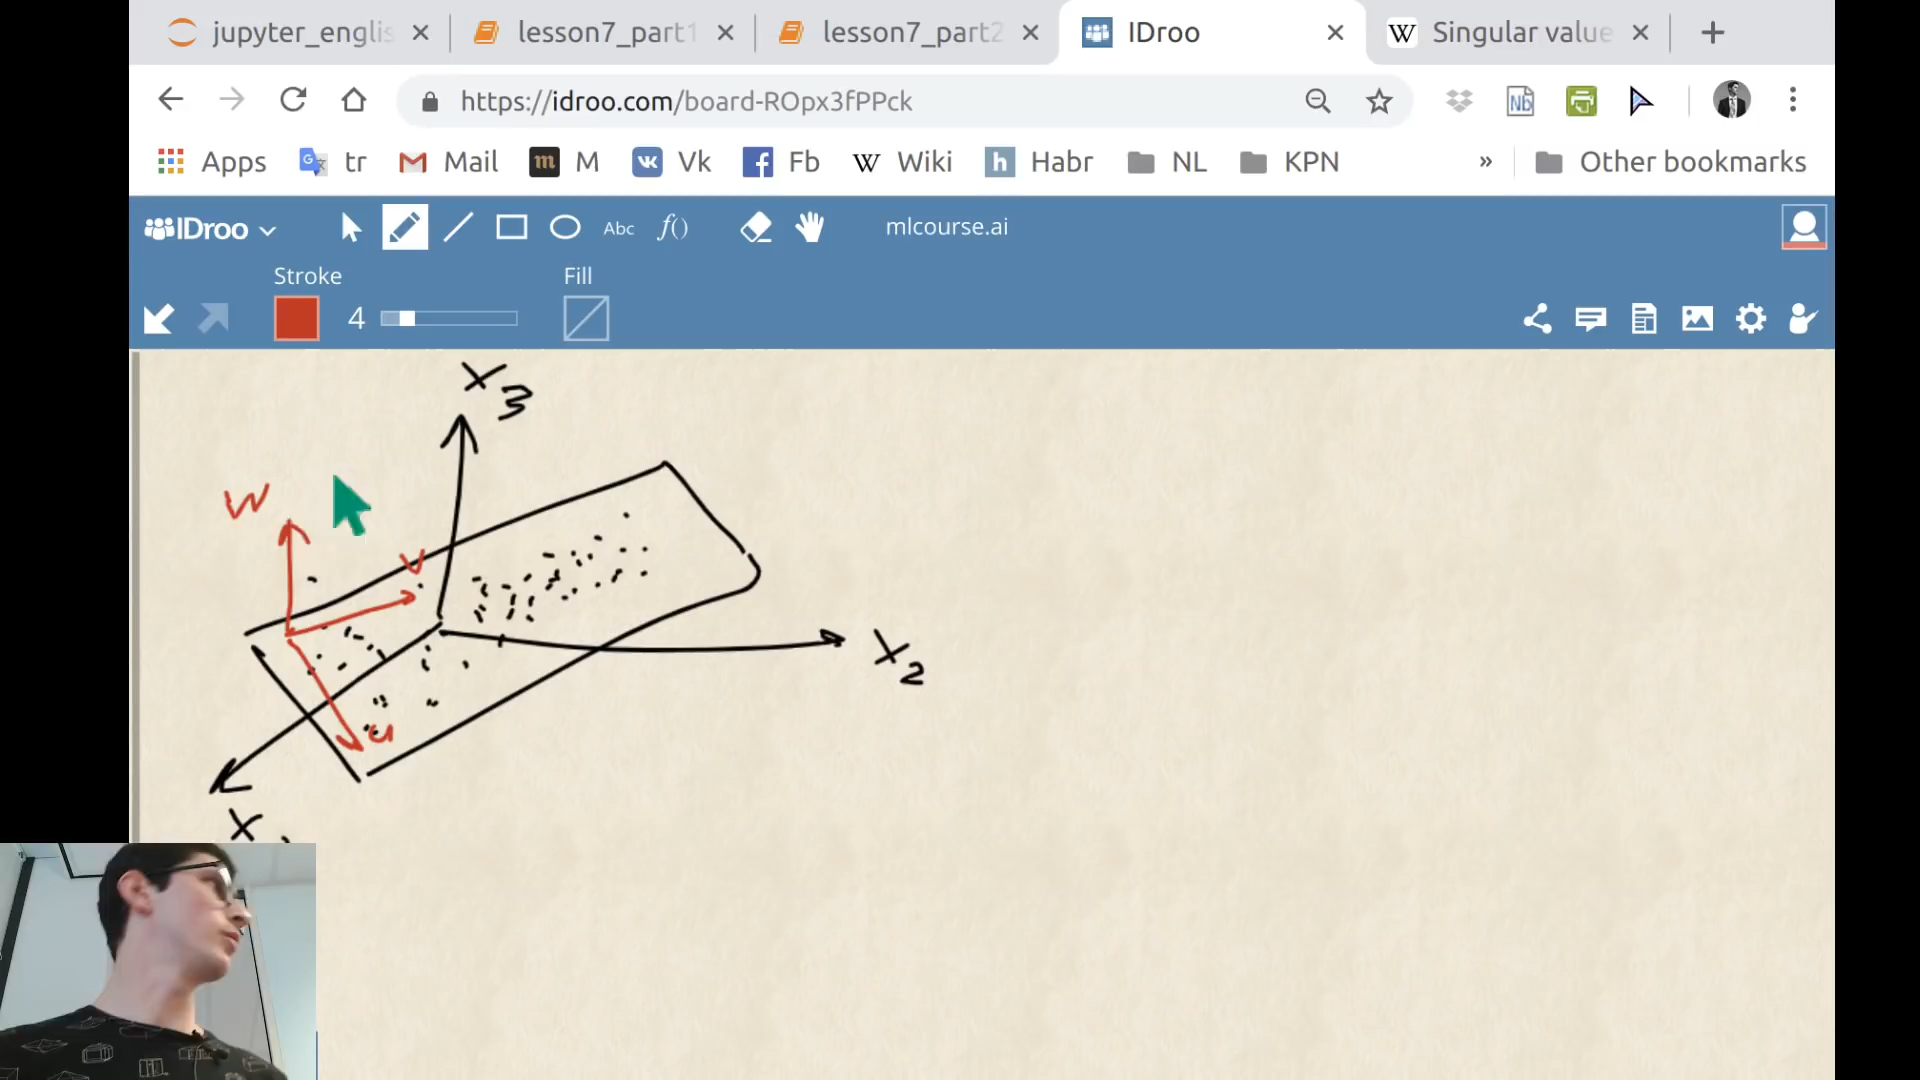 jupyter_englis
lesson7_part1
lesson7_part2
IDroo
W Singular value
https://idroo.com/board-ROpx3fPPck
Nb
Apps
tr
M Mail
m M
Vk
f Fb
W Wiki
h Habr
NL
KPN
»
Other bookmarks
IDroo
Abc
f()
mlcourse.ai
Stroke
4
Fill
x3
w
v
x2
u
x